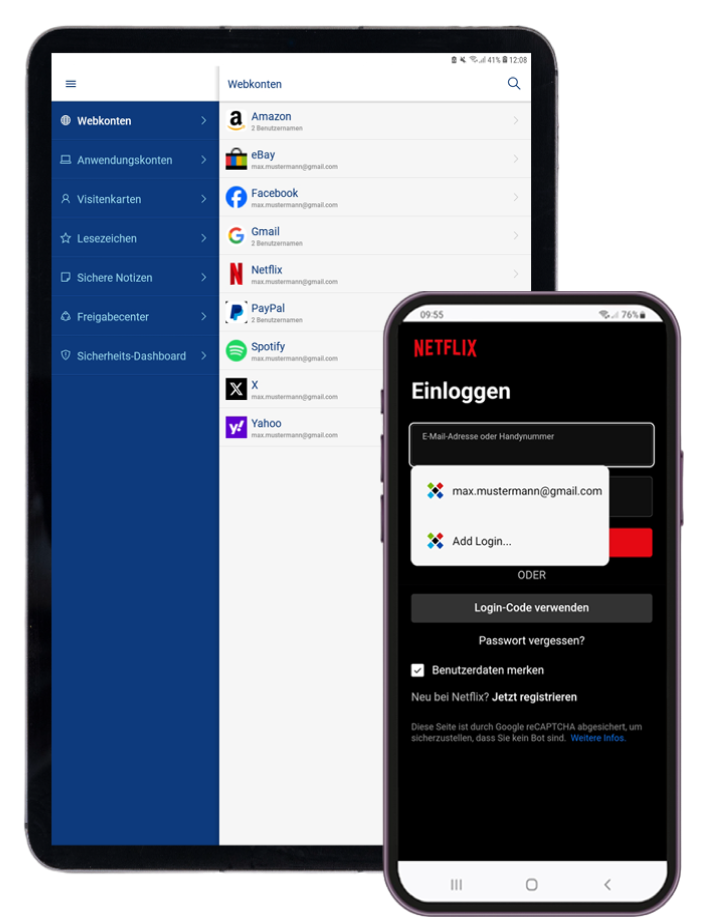 41% 12:08
Webkonten
Webkonten
Anwendungskonten
Visitenkarten
Lesezeichen
Sichere Notizen
Freigabecenter
Sicherheits-Dashboard
Amazon
2 Benutzernamen
eBay
max.mustermann@gmail.com
Facebook
max.mustermann@gmail.com
Gmail
2 Benutzernamen
Netflix
max.mustermann@gmail.com
PayPal
2 Benutzernamen
Spotify
max.mustermann@gmail.com
X
max.mustermann@gmail.com
y!
Yahoo
max.mustermann@gmail.com
09:55 76%
NETFLIX
Einloggen
E-Mail-Adresse oder Handynummer
max.mustermann@gmail.com
Add Login...
ODER
Login-Code verwenden
Passwort vergessen?
Benutzerdaten merken
Neu bei Netflix? Jetzt registrieren
Diese Seite ist durch Google reCAPTCHA abgesichert, um
sicherzustellen, dass Sie kein Bot sind. Weitere Infos.